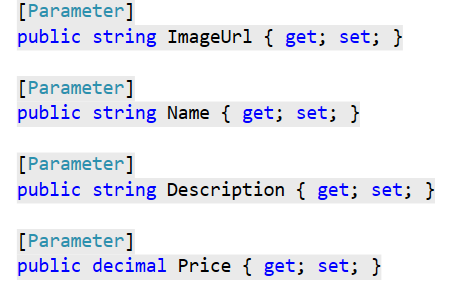 [Parameter]
public string ImageUrl { get; set; }
[Parameter]
public string Name { get; set; }
[Parameter]
public string Description { get; set; }
[Parameter]
public decimal Price { get; set; }